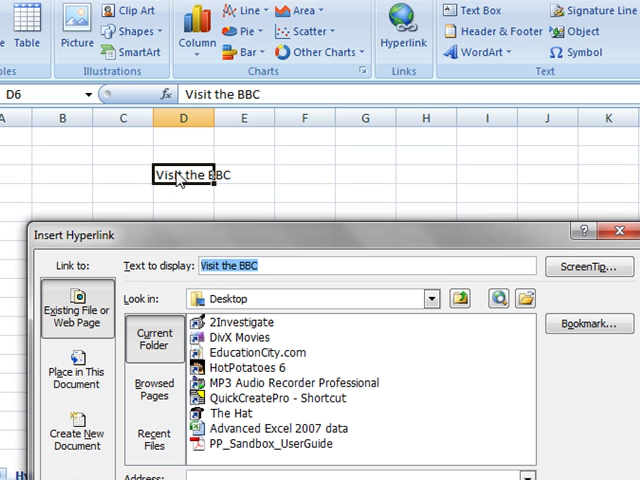 Table
Picture
Clip Art
Shapes
SmartArt
Illustrations
Column
Line
Pie
Bar
Area
Scatter
Other Charts
Charts
Hyperlink
Links
Text Box
Header & Footer
WordArt
Signature Line
Object
Symbol
Text
D6
fx
Visit the BBC
B C D E F G H I J K
Visit the BBC
Insert Hyperlink
Link to:
Text to display: Visit the BBC
ScreenTip...
Existing File or
Web Page
Look in: Desktop
Bookmark...
Place in This
Document
Create New
Document
Current
Folder
Browsed
Pages
Recent
Files
2Investigate
DivX Movies
EducationCity.com
HotPotatoes 6
MP3 Audio Recorder Professional
QuickCreatePro - Shortcut
The Hat
Advanced Excel 2007 data
PP_Sandbox_UserGuide
Address: